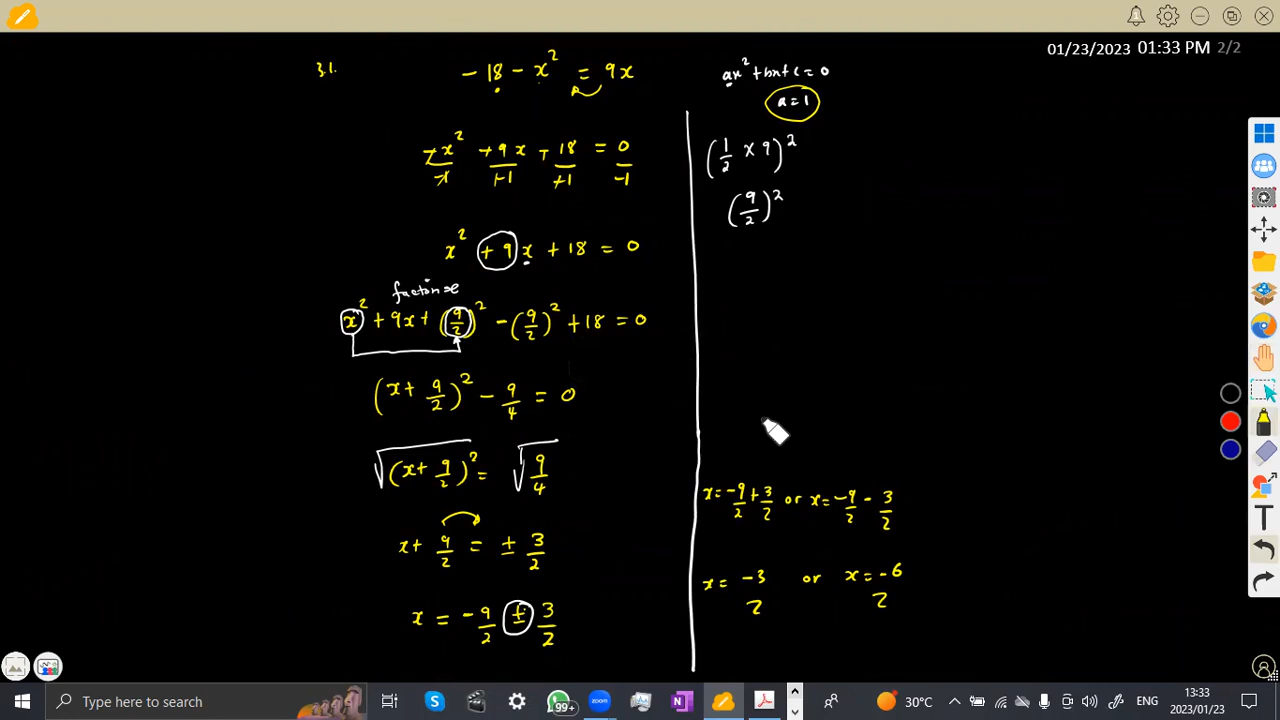 01/23/2023 01:33 PM 2/2
3.1. -18 - x² = 9x
-x²/-1 + 9x/-1 + 18/-1 = 0/-1
x² + 9x + 18 = 0
factorise
x² + 9x + (9/2)² - (9/2)² + 18 = 0
(x + 9/2)² - 9/4 = 0
√(x + 9/2)² = √9/4
x + 9/2 = ± 3/2
x = -9/2 ± 3/2
ax² + bx + c = 0
a = 1
(1/2 × 9)²
(9/2)²
x = -9/2 + 3/2 or x = -9/2 - 3/2
x = -3/2 or x = -6/2
T
Type here to search
99+
30°C
ENG
13:33
2023/01/23